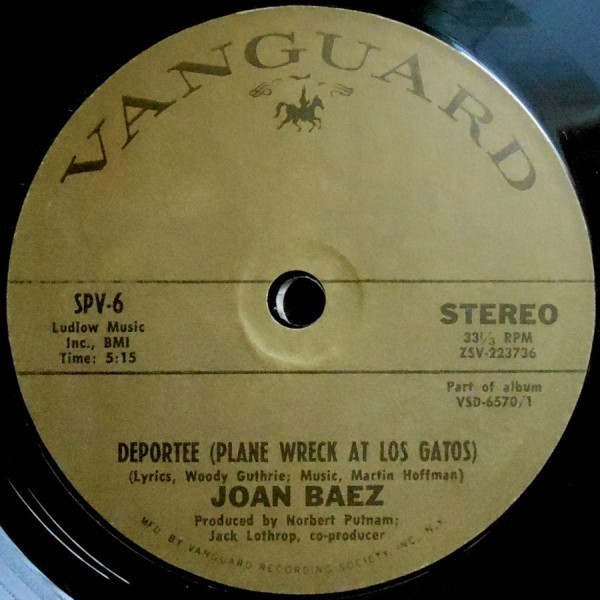 VANGUARD
SPV-6
Ludlow Music
Inc., BMI
Time: 5:15
STEREO
33⅓ RPM
ZSV-223736
Part of album
VSD-6570/1
DEPORTEE (PLANE WRECK AT LOS GATOS)
(Lyrics, Woody Guthrie; Music, Martin Hoffman)
JOAN BAEZ
Produced by Norbert Putnam;
Jack Lothrop, co-producer
MFD BY VANGUARD RECORDING SOCIETY, INC. N.Y.